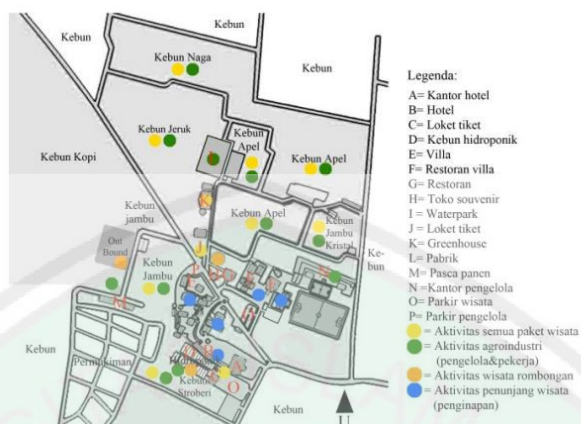 Kebun
Kebun
Kebun
Kebun Naga
Kebun Kopi
Kebun Jeruk
Kebun
Apel
Kebun Apel
Kebun
jambu
Kebun Apel
Kebun
Jambu
Kristal
Ke-
bun
Out
Bound
Kebun
Jambu
Kebun
Permukiman
Kebun
Stroberi
Kebun
U
K
J
P
M
N
A
O
Legenda:
A= Kantor hotel
B= Hotel
C= Loket tiket
D= Kebun hidroponik
E= Villa
F= Restoran villa
G= Restoran
H= Toko souvenir
I = Waterpark
J = Loket tiket
K= Greenhouse
L= Pabrik
M= Pasca panen
N = Kantor pengelola
O= Parkir wisata
P= Parkir pengelola
= Aktivitas semua paket wisata
= Aktivitas agroindustri
(pengelola&pekerja)
= Aktivitas wisata rombongan
= Aktivitas penunjang wisata
(penginapan)